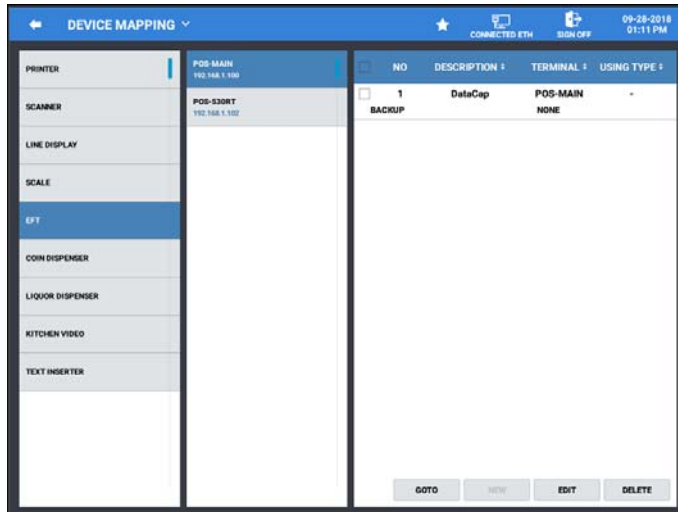 DEVICE MAPPING
CONNECTED ETH
SIGN OFF
09-28-2018
01:11 PM
PRINTER
SCANNER
LINE DISPLAY
SCALE
EFT
COIN DISPENSER
LIQUOR DISPENSER
KITCHEN VIDEO
TEXT INSERTER
POS-MAIN
192.168.1.100
POS-530RT
192.168.1.102
NO DESCRIPTION TERMINAL USING TYPE
1 DataCap POS-MAIN -
BACKUP NONE
GOTO NEW EDIT DELETE